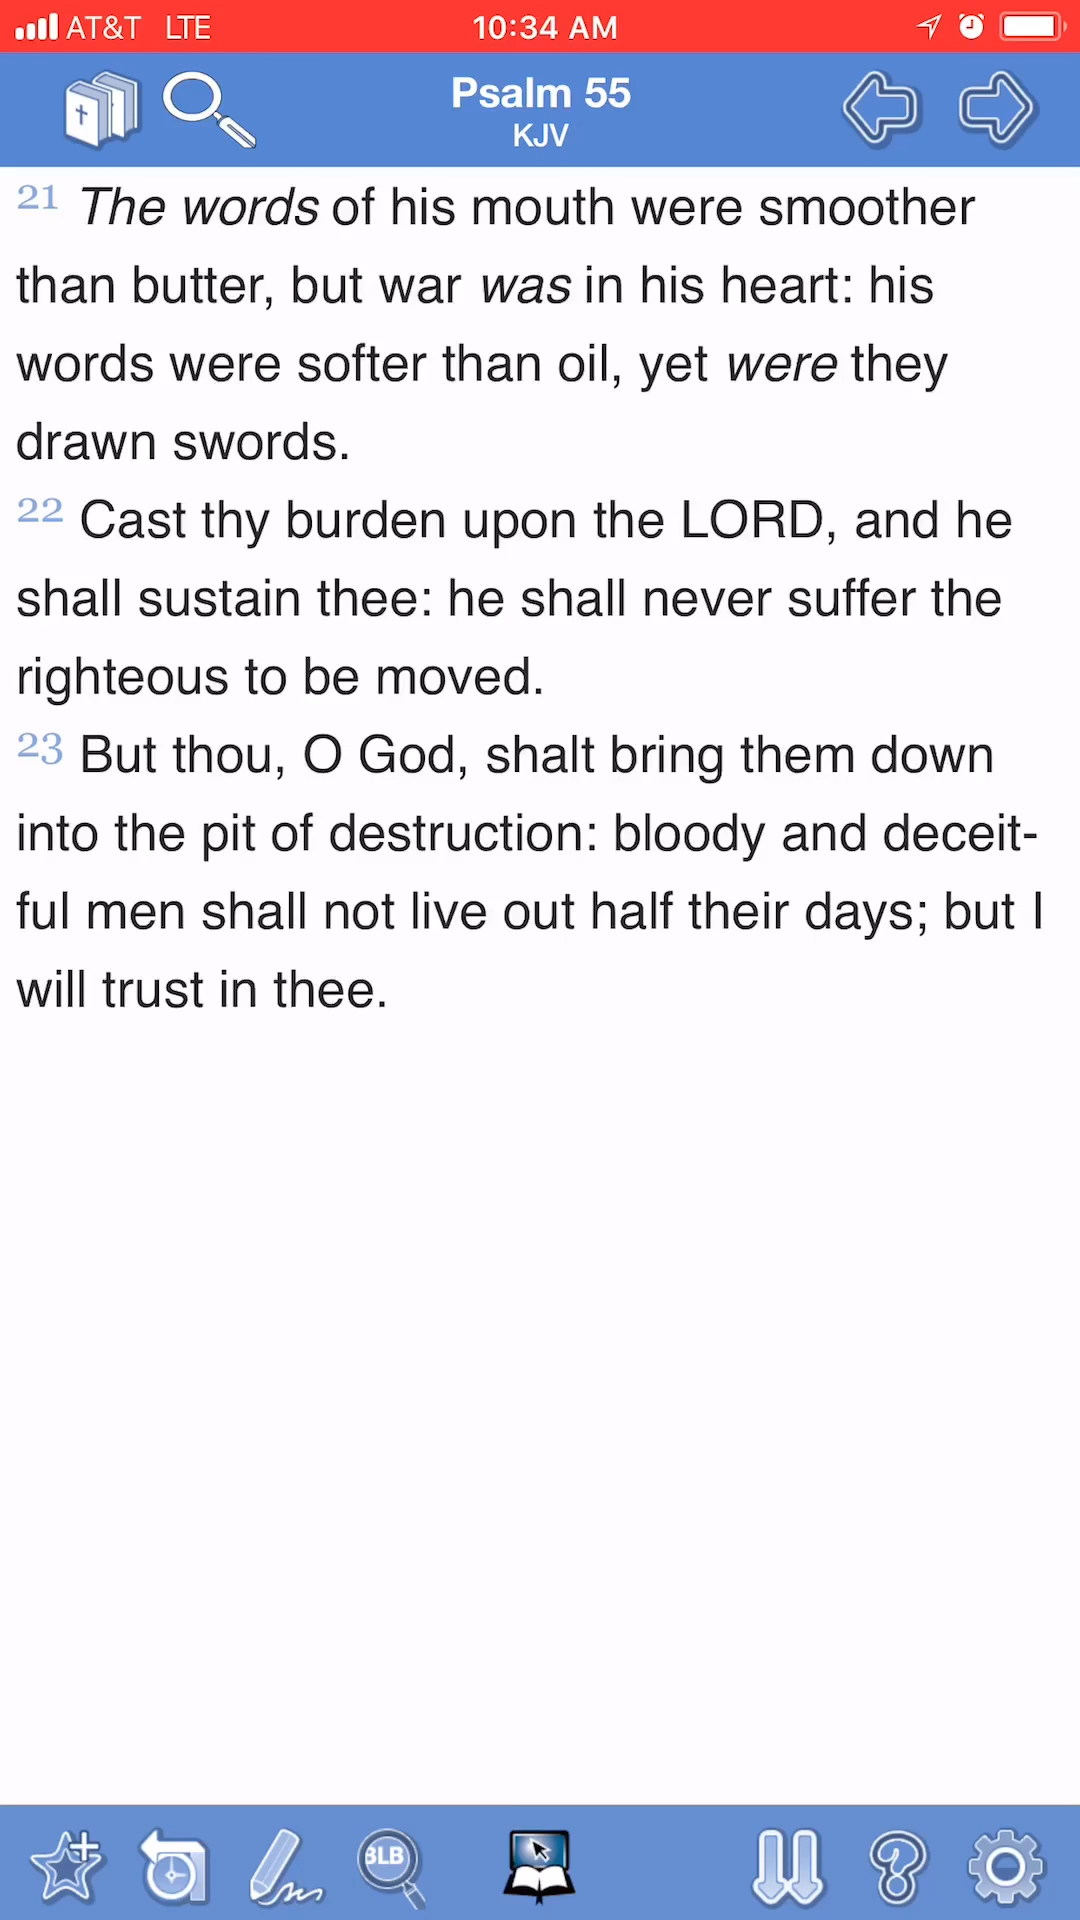 AT&T LTE 10:34 AM
Psalm 55
KJV
21 The words of his mouth were smoother
than butter, but war was in his heart: his
words were softer than oil, yet were they
drawn swords.
22 Cast thy burden upon the LORD, and he
shall sustain thee: he shall never suffer the
righteous to be moved.
23 But thou, O God, shalt bring them down
into the pit of destruction: bloody and deceit-
ful men shall not live out half their days; but I
will trust in thee.
BLB